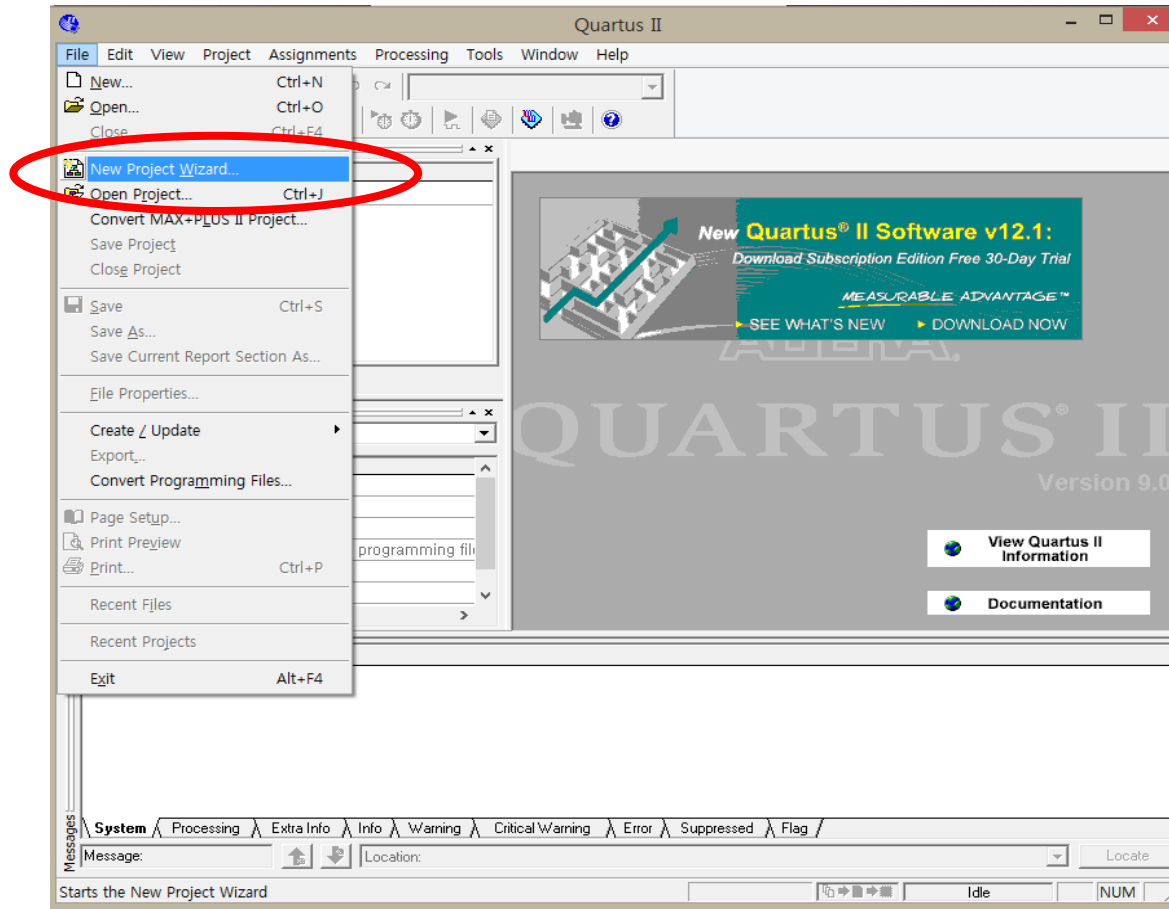 Quartus II
File Edit View Project Assignments Processing Tools Window Help
New... Ctrl+N
Open... Ctrl+O
Close Ctrl+F4
New Project Wizard...
Open Project... Ctrl+J
Convert MAX+PLUS II Project...
Save Project
Close Project
Save Ctrl+S
Save As...
Save Current Report Section As...
File Properties...
Create / Update
Export...
Convert Programming Files...
Page Setup...
Print Preview
Print... Ctrl+P
Recent Files
Recent Projects
Exit Alt+F4
programming file
New Quartus® II Software v12.1:
Download Subscription Edition Free 30-Day Trial
MEASURABLE ADVANTAGE™
SEE WHAT'S NEW DOWNLOAD NOW
ALTERA.
QUARTUS® II
Version 9.0
View Quartus II
Information
Documentation
System Processing Extra Info Info Warning Critical Warning Error Suppressed Flag
Messages
Message: Location: Locate
Starts the New Project Wizard Idle NUM